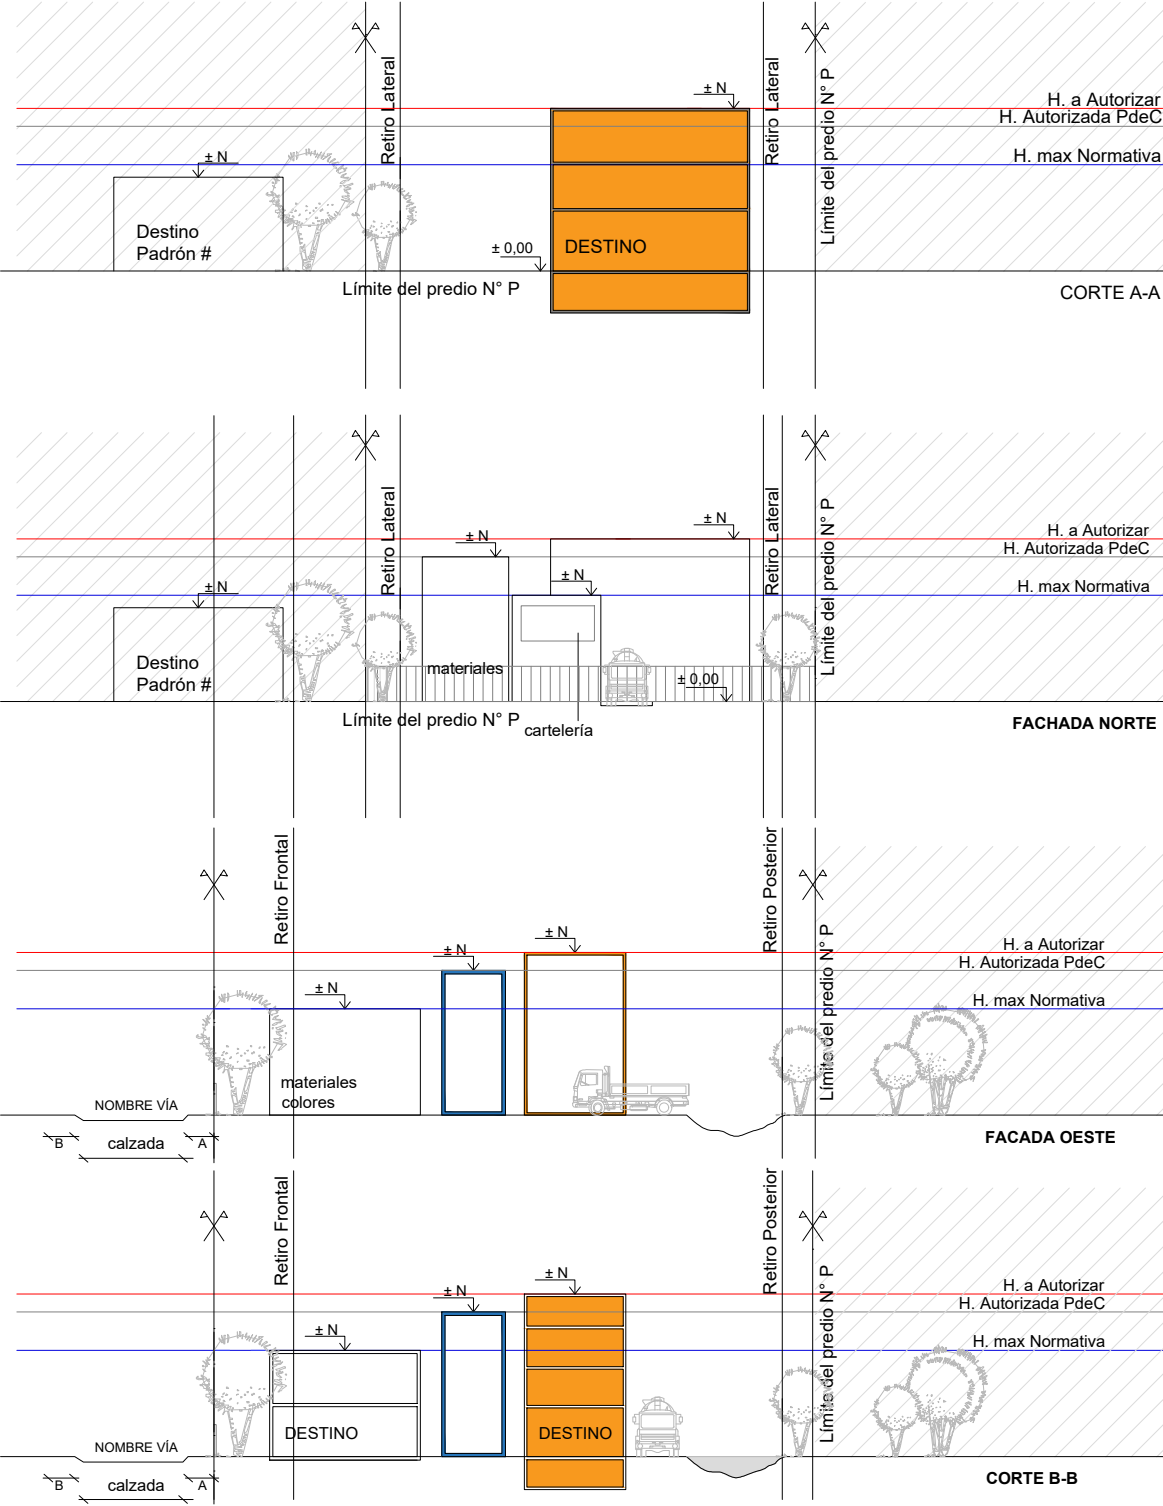 ± N
H. a Autorizar
H. Autorizada PdeC
H. max Normativa
Retiro Lateral
Retiro Lateral
Límite del predio N° P
± N
Destino
Padrón #
± 0,00
DESTINO
Límite del predio N° P
CORTE A-A
Retiro Lateral
Retiro Lateral
Límite del predio N° P
± N
± N
± N
± N
H. a Autorizar
H. Autorizada PdeC
H. max Normativa
Destino
Padrón #
materiales
± 0,00
Límite del predio N° P
cartelería
FACHADA NORTE
Retiro Frontal
Retiro Posterior
Límite del predio N° P
± N
± N
± N
H. a Autorizar
H. Autorizada PdeC
H. max Normativa
materiales
colores
NOMBRE VÍA
B
calzada
A
FACADA OESTE
Retiro Frontal
Retiro Posterior
Límite del predio N° P
± N
± N
± N
H. a Autorizar
H. Autorizada PdeC
H. max Normativa
DESTINO
DESTINO
NOMBRE VÍA
B
calzada
A
CORTE B-B